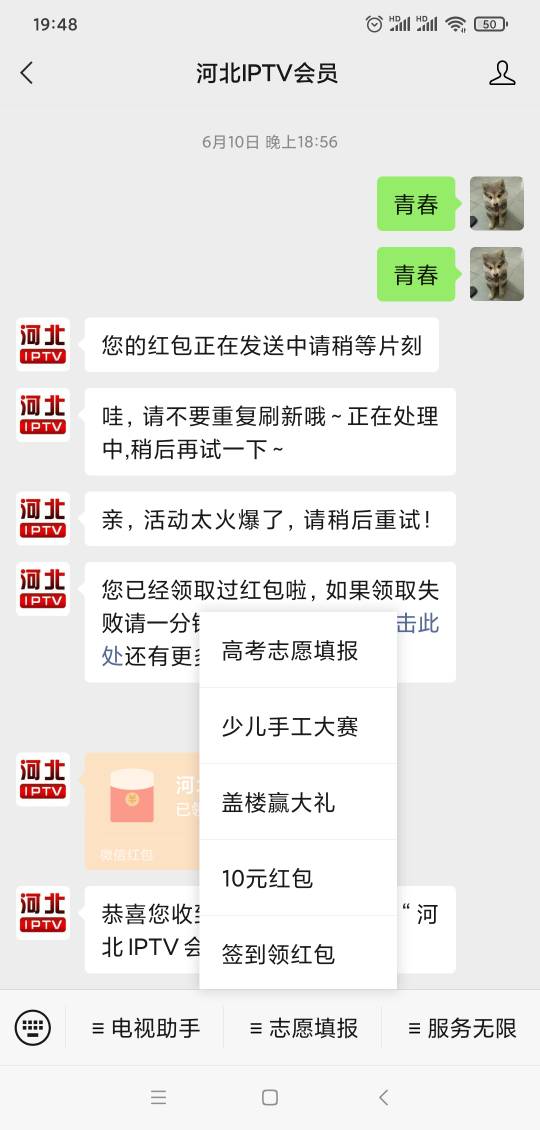 19:48
HD HD 50
河北IPTV会员
6月10日 晚上18:56
青春
青春
河北
IPTV
您的红包正在发送中请稍等片刻
河北
IPTV
哇，请不要重复刷新哦~正在处理
中,稍后再试一下~
河北
IPTV
亲，活动太火爆了，请稍后重试！
河北
IPTV
您已经领取过红包啦，如果领取失
败请一分 击此
处还有更
高考志愿填报
少儿手工大赛
盖楼赢大礼
10元红包
签到领红包
河北
IPTV
河
已
微信红包
河北
IPTV
恭喜您收 “河
北IPTV会
电视助手
志愿填报
服务无限